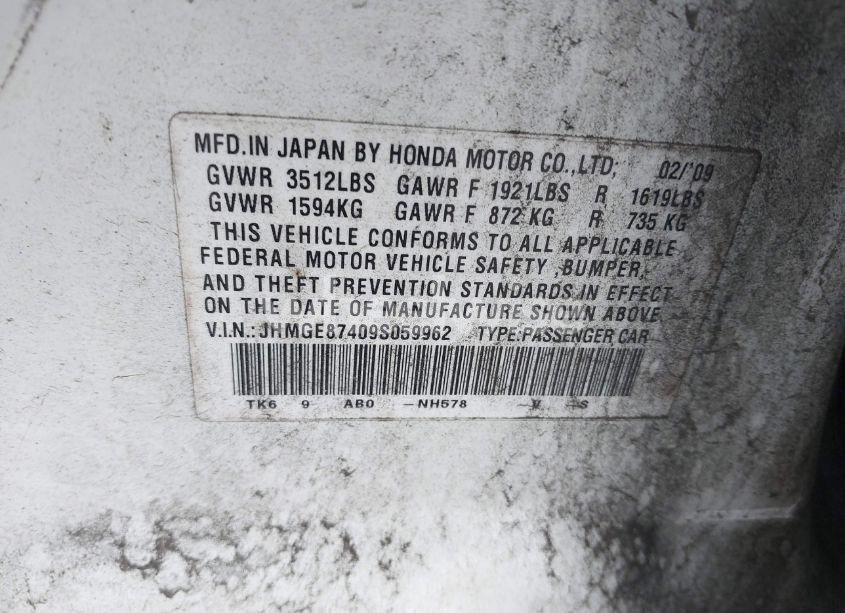 MFD.IN JAPAN BY HONDA MOTOR CO.,LTD; 02/'09
GVWR 3512LBS GAWR F 1921LBS R 1619LBS
GVWR 1594KG GAWR F 872 KG R 735 KG
THIS VEHICLE CONFORMS TO ALL APPLICABLE
FEDERAL MOTOR VEHICLE SAFETY ,BUMPER,
AND THEFT PREVENTION STANDARDS IN EFFECT
ON THE DATE OF MANUFACTURE SHOWN ABOVE
V.I.N.: JHMGE87409S059962 TYPE:PASSENGER CAR
TK6 9 AB0 -NH578 -V -S